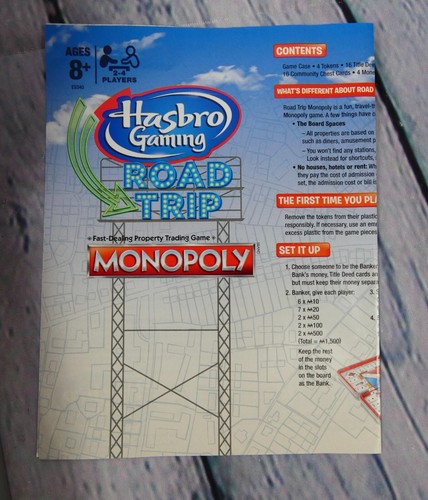 AGES
8+
2-4
PLAYERS
Hasbro
Gaming
ROAD
TRIP
Fast-Dealing Property Trading Game
MONOPOLY
CONTENTS
Game Case • 4 Tokens • 16 Title Deed
16 Community Chest Cards • 4
WHAT'S DIFFERENT ABOUT ROAD
Road Trip Monopoly is a fun, travel-fr
Monopoly game. A few things have c
• The Board Spaces
– All properties are based on
such as diners, amusement p
– You won't find any stations,
Look instead for shortcuts,
• No houses, hotels or rent: Wh
they pay the cost of admission
set, the admission cost or bill is
THE FIRST TIME YOU PL
Remove the tokens from their plastic
responsibly. If necessary, use an eme
excess plastic from the game pieces
SET IT UP
1. Choose someone to be the Banker
Bank's money, Title Deed cards an
but must keep their money separa
2. Banker, give each player: 3.
6 x ₩10
7 x ₩20
2 x ₩50 4.
2 x ₩100
2 x ₩500
(Total = ₩1,500)
Keep the rest
of the money
in the slots
on the board
as the Bank.